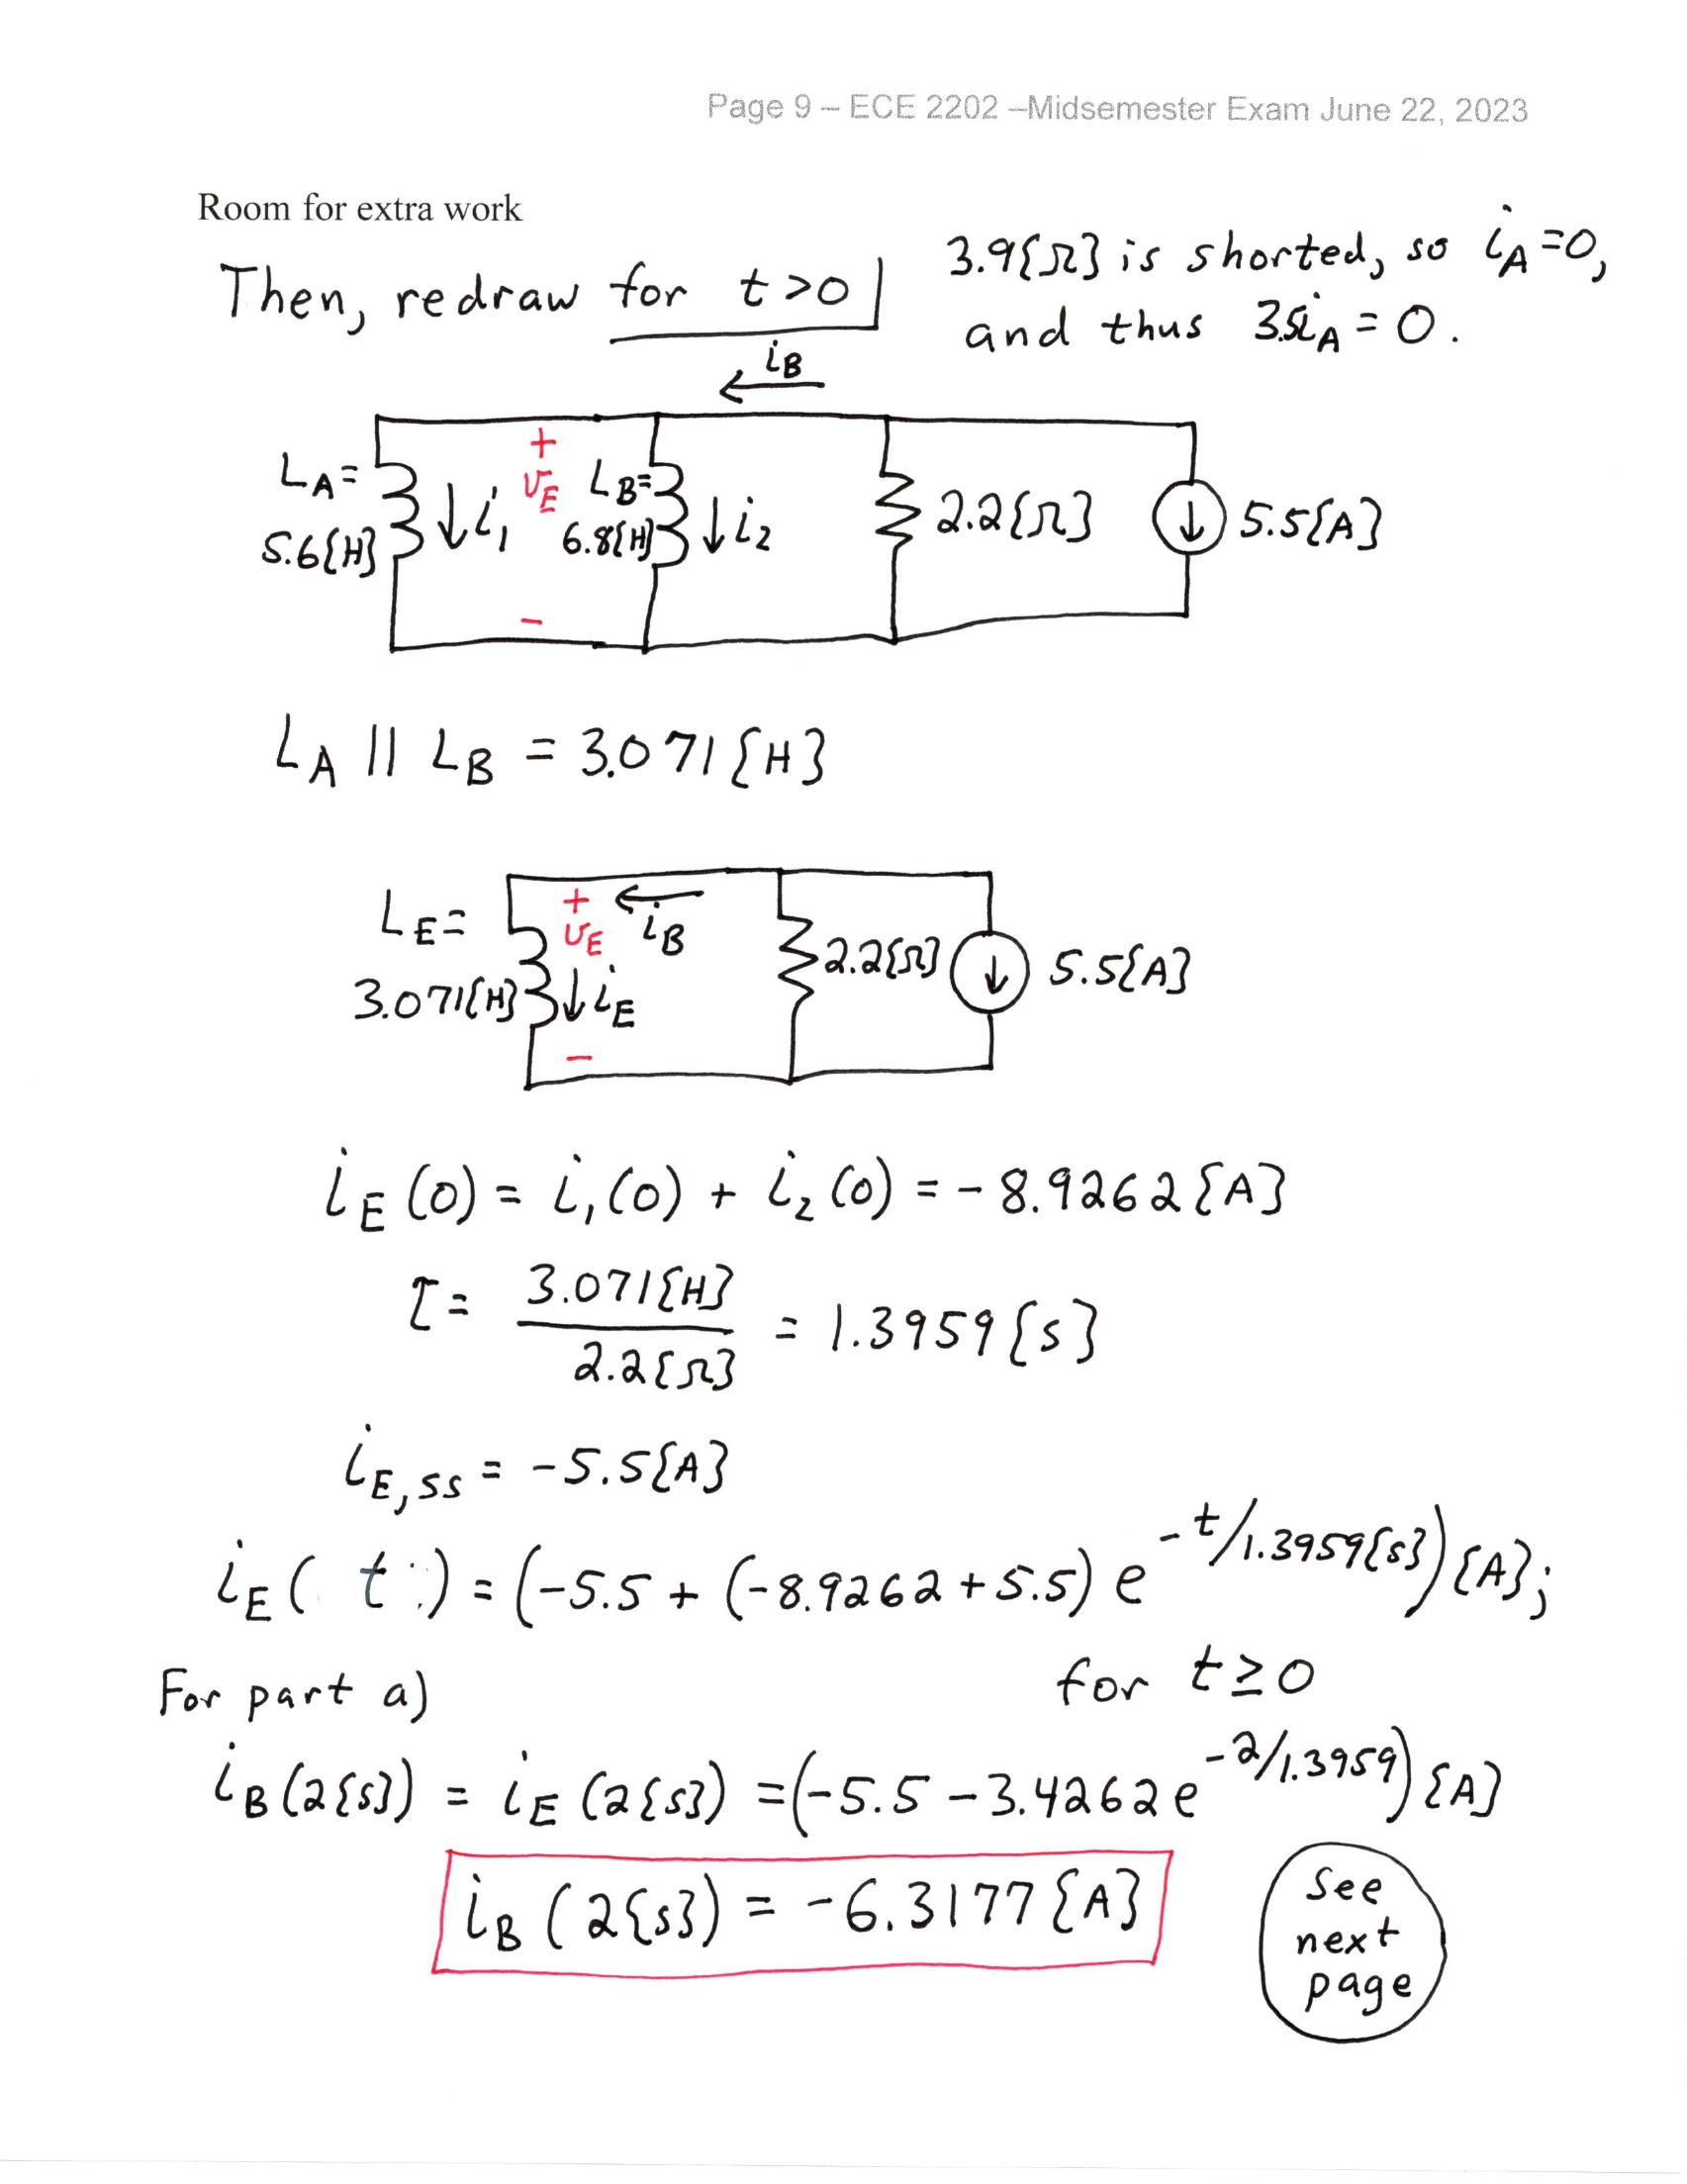 Page 9 – ECE 2202 –Midsemester Exam June 22, 2023
Room for extra work
Then, redraw for t>0
3.9{Ω} is shorted, so iA=0,
and thus 35iA = 0.
iB
LA=
5.6{H}
i1
+
vE
-
LB=
6.8{H}
i2
2.2{Ω}
5.5{A}
LA || LB = 3.071{H}
LE=
3.071{H}
+
vE
-
iB
iE
2.2{Ω}
5.5{A}
iE(0) = i1(0) + i2(0) = -8.9262{A}
τ = 3.071{H} / 2.2{Ω} = 1.3959{s}
iE,ss = -5.5{A}
iE( t ) = (-5.5 + (-8.9262+5.5) e^-t/1.3959{s}) {A};
for t≥0
For part a)
iB(2{s}) = iE(2{s}) = (-5.5 - 3.4262 e^-2/1.3959) {A}
iB(2{s}) = -6.3177{A}
See
next
page